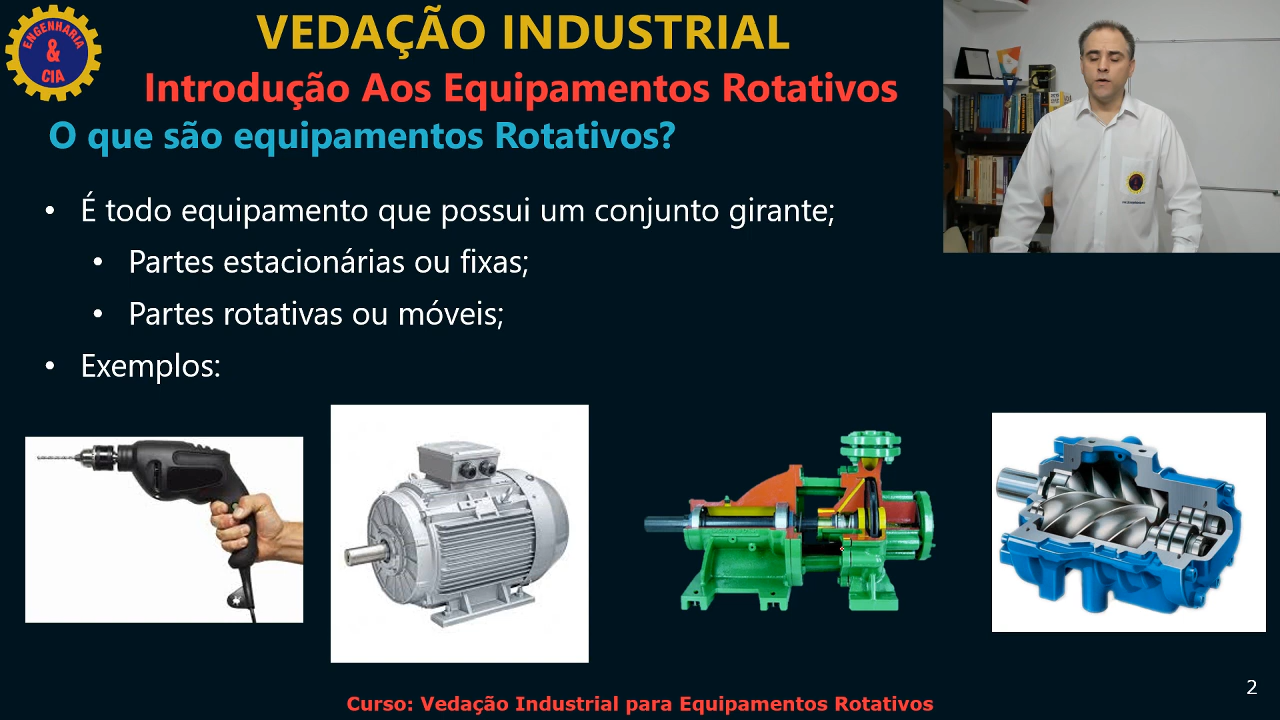 ENGENHARIA
&
CIA
VEDAÇÃO INDUSTRIAL
Introdução Aos Equipamentos Rotativos
O que são equipamentos Rotativos?
• É todo equipamento que possui um conjunto girante;
• Partes estacionárias ou fixas;
• Partes rotativas ou móveis;
• Exemplos:
Curso: Vedação Industrial para Equipamentos Rotativos
2